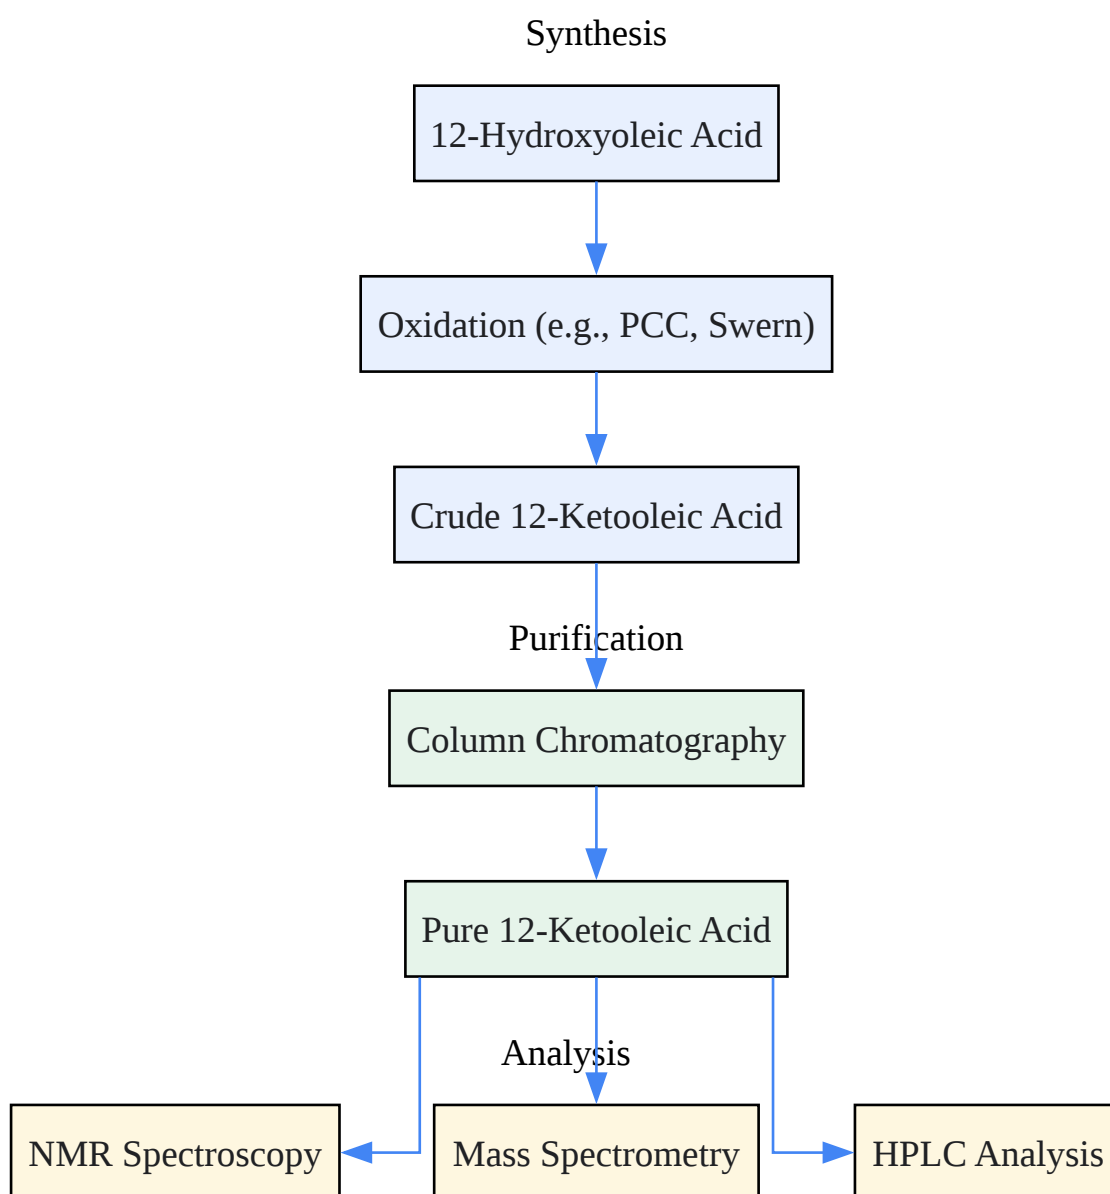 Synthesis
12-Hydroxyoleic Acid
Oxidation (e.g., PCC, Swern)
Crude 12-Ketooleic Acid
Purification
Column Chromatography
Pure 12-Ketooleic Acid
Analysis
NMR Spectroscopy
Mass Spectrometry
HPLC Analysis